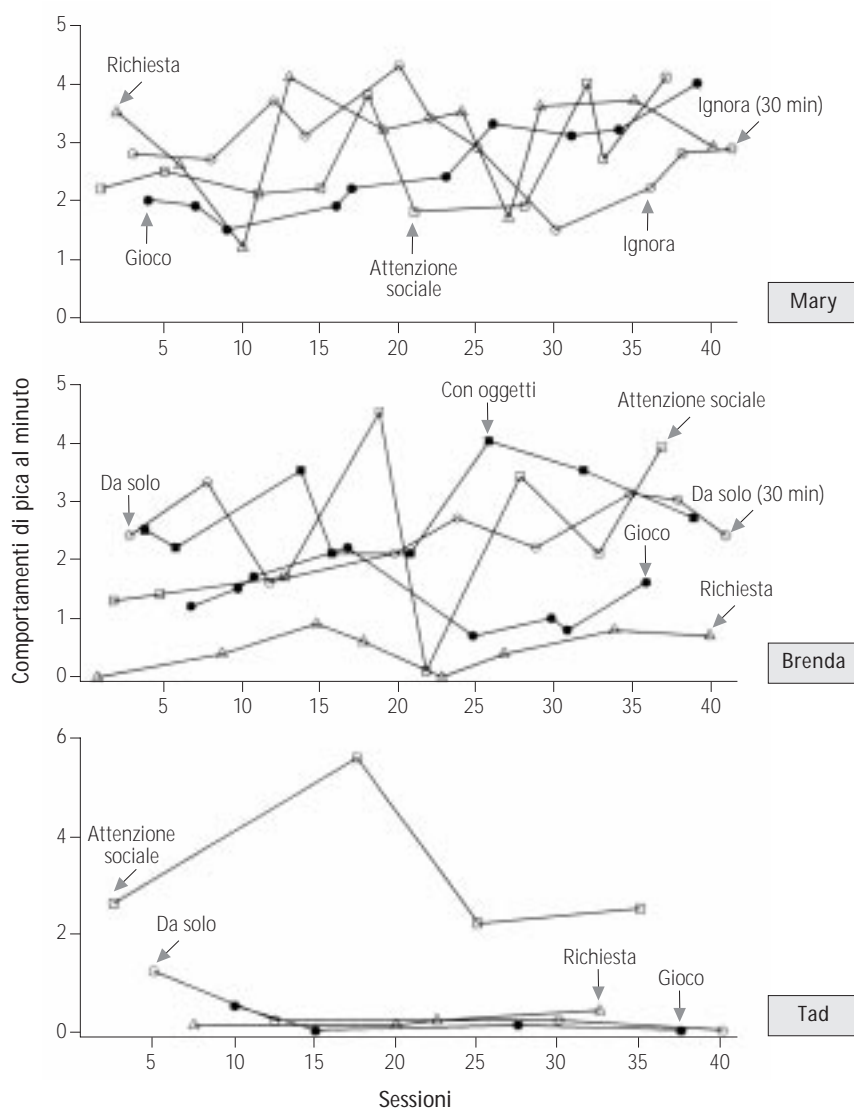 5
Richiesta
4
Ignora (30 min)
3
2
Gioco
Attenzione
sociale
Ignora
1
0
Mary
5 10 15 20 25 30 35 40
Comportamenti di pica al minuto
5
Con oggetti
Attenzione sociale
4
Da solo
3
Da solo (30 min)
Gioco
2
Richiesta
1
0
Brenda
5 10 15 20 25 30 35 40
6
4
Attenzione
sociale
2
Da solo
Richiesta
Gioco
0
Tad
5 10 15 20 25 30 35 40
Sessioni